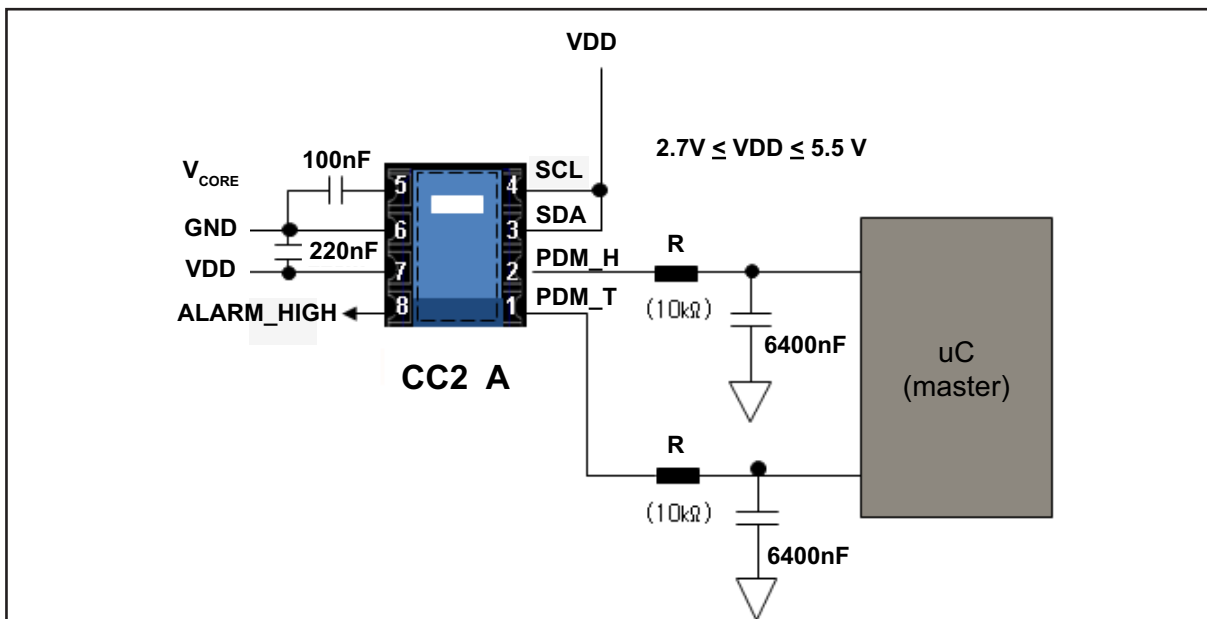 VDD
2.7V ≤ VDD ≤ 5.5 V
100nF
VCORE
GND
220nF
VDD
ALARM_HIGH
5
6
7
8
4
3
2
1
SCL
SDA
PDM_H
PDM_T
CC2 A
R
(10kΩ)
6400nF
R
(10kΩ)
6400nF
uC
(master)